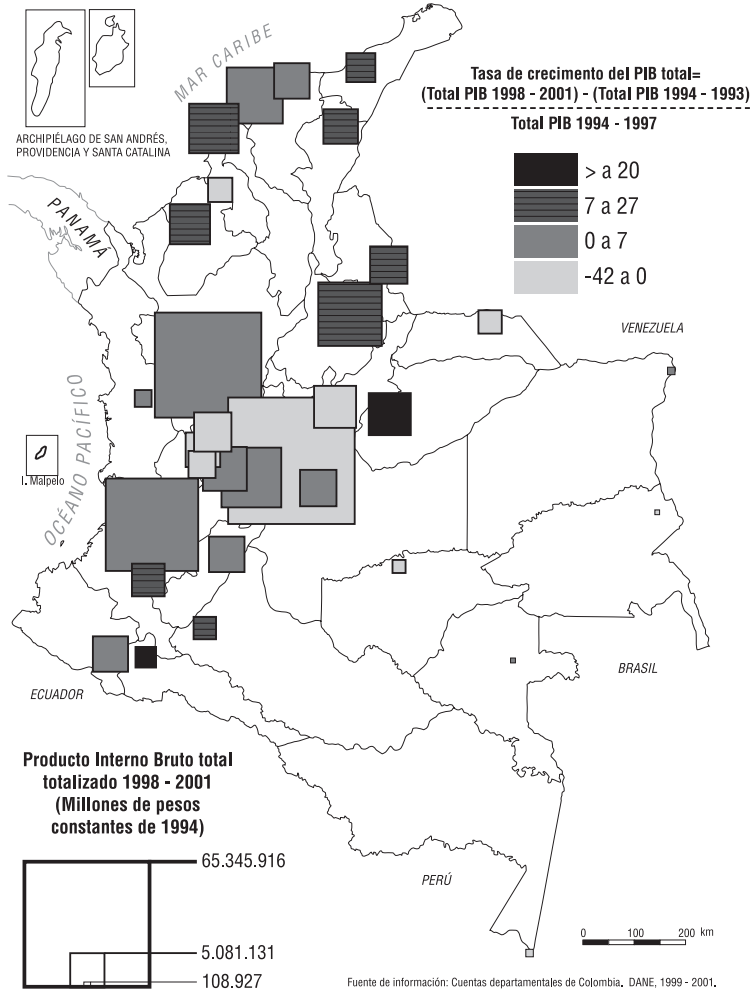 MAR CARIBE
ARCHIPIÉLAGO DE SAN ANDRÉS,
PROVIDENCIA Y SANTA CATALINA
PANAMÁ
Tasa de crecimento del PIB total=
(Total PIB 1998 - 2001) - (Total PIB 1994 - 1993)
Total PIB 1994 - 1997
> a 20
7 a 27
0 a 7
-42 a 0
VENEZUELA
OCÉANO PACÍFICO
I. Malpelo
BRASIL
ECUADOR
Producto Interno Bruto total
totalizado 1998 - 2001
(Millones de pesos
constantes de 1994)
65.345.916
5.081.131
108.927
PERÚ
0 100 200 km
Fuente de información: Cuentas departamentales de Colombia. DANE, 1999 - 2001.